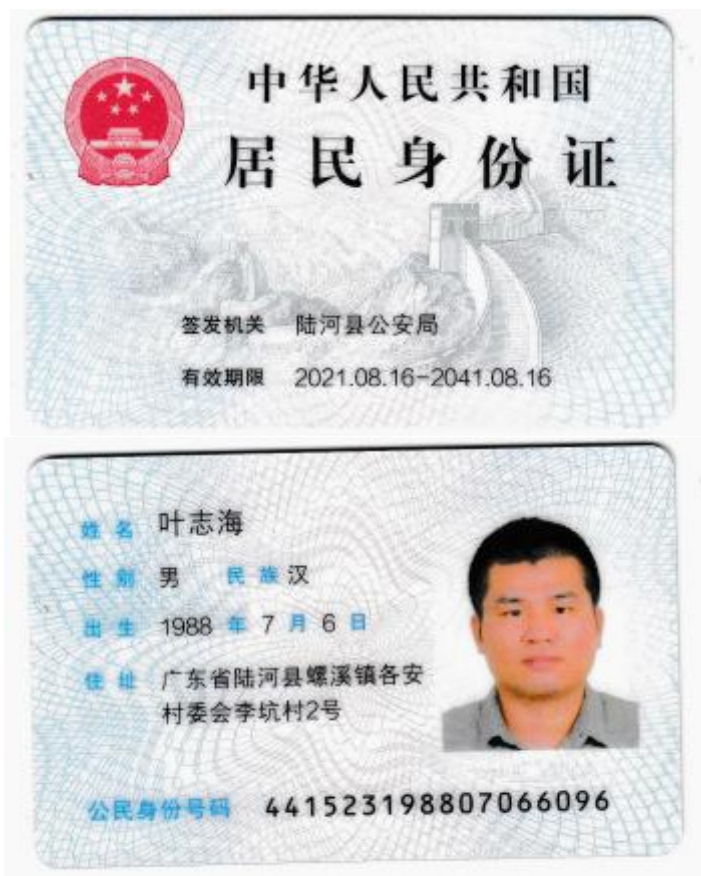 中华人民共和国
居民身份证
签发机关 陆河县公安局
有效期限 2021.08.16-2041.08.16
姓名 叶志海
性别 男 民族 汉
出生 1988 年 7 月 6 日
住址 广东省陆河县螺溪镇各安
村委会李坑村2号
公民身份号码 441523198807066096